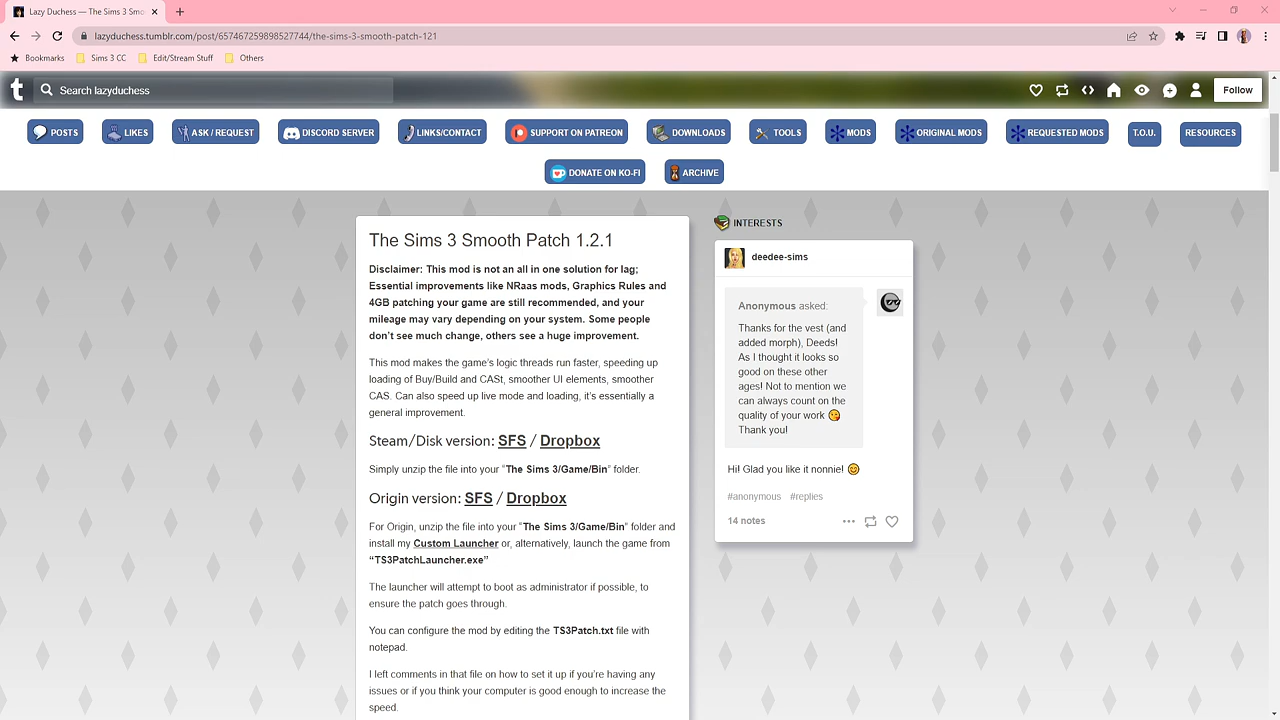 Lazy Duchess — The Sims 3 Smo
lazyduchess.tumblr.com/post/657467259898527744/the-sims-3-smooth-patch-121
Bookmarks
Sims 3 CC
Edit/Stream Stuff
Others
t
Search lazyduchess
Follow
POSTS
LIKES
ASK / REQUEST
DISCORD SERVER
LINKS/CONTACT
SUPPORT ON PATREON
DOWNLOADS
TOOLS
MODS
ORIGINAL MODS
REQUESTED MODS
T.O.U.
RESOURCES
DONATE ON KO-FI
ARCHIVE
The Sims 3 Smooth Patch 1.2.1
Disclaimer: This mod is not an all in one solution for lag;
Essential improvements like NRaas mods, Graphics Rules and
4GB patching your game are still recommended, and your
mileage may vary depending on your system. Some people
don't see much change, others see a huge improvement.
This mod makes the game's logic threads run faster, speeding up
loading of Buy/Build and CASt, smoother UI elements, smoother
CAS. Can also speed up live mode and loading, it's essentially a
general improvement.
Steam/Disk version: SFS / Dropbox
Simply unzip the file into your “The Sims 3/Game/Bin” folder.
Origin version: SFS / Dropbox
For Origin, unzip the file into your “The Sims 3/Game/Bin” folder and
install my Custom Launcher or, alternatively, launch the game from
“TS3PatchLauncher.exe”
The launcher will attempt to boot as administrator if possible, to
ensure the patch goes through.
You can configure the mod by editing the TS3Patch.txt file with
notepad.
I left comments in that file on how to set it up if you're having any
issues or if you think your computer is good enough to increase the
speed.
INTERESTS
deedee-sims
Anonymous asked:
Thanks for the vest (and
added morph), Deeds!
As I thought it looks so
good on these other
ages! Not to mention we
can always count on the
quality of your work 😋
Thank you!
Hi! Glad you like it nonnie! 😊
#anonymous #replies
14 notes